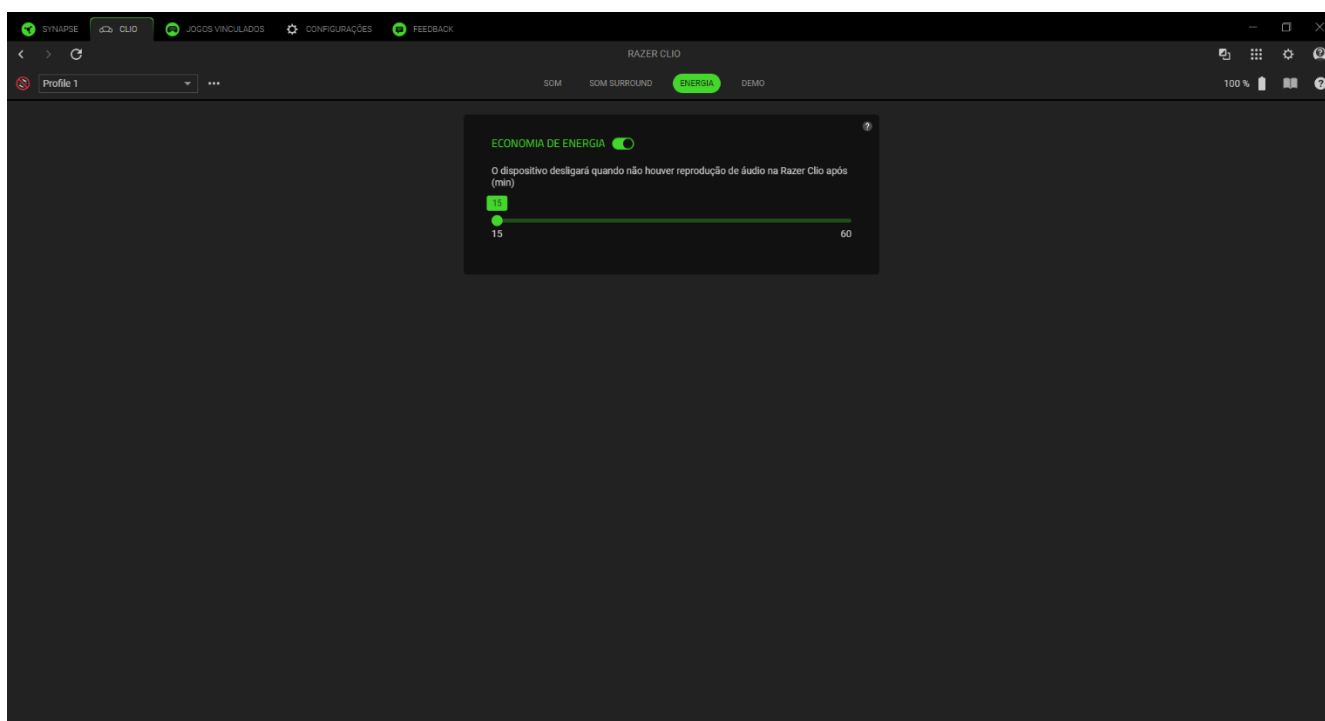 SYNAPSE CLIO JOGOS VINCULADOS CONFIGURAÇÕES FEEDBACK
RAZER CLIO
Profile 1 SOM SOM SURROUND ENERGIA DEMO 100 %
ECONOMIA DE ENERGIA ?
O dispositivo desligará quando não houver reprodução de áudio na Razer Clio após
(min)
15
15 60